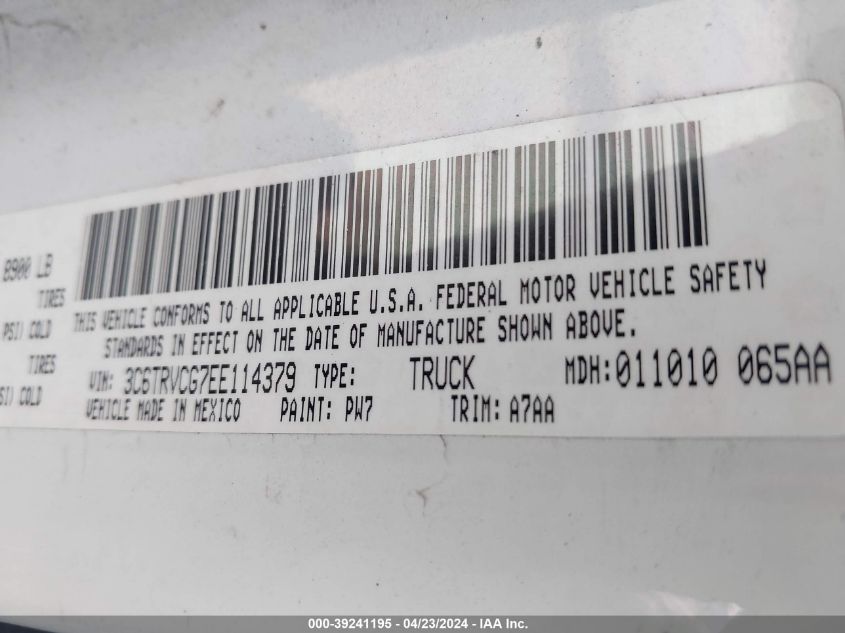 8900 LB
TIRES
THIS VEHICLE CONFORMS TO ALL APPLICABLE U.S.A. FEDERAL MOTOR VEHICLE SAFETY
PSI) COLD
STANDARDS IN EFFECT ON THE DATE OF MANUFACTURE SHOWN ABOVE.
TIRES
VIN: 3C6TRVCG7EE114379 TYPE: TRUCK MDH: 011010 065AA
SI) COLD
VEHICLE MADE IN MEXICO PAINT: PW7 TRIM: A7AA
000-39241195 - 04/23/2024 - IAA Inc.